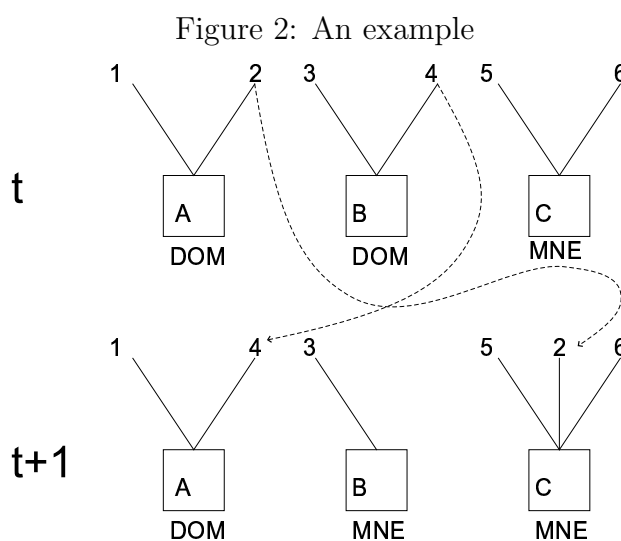 Figure 2: An example
1 2 3 4 5 6
t
A B C
DOM DOM MNE
1 4 3 5 2 6
t+1
A B C
DOM MNE MNE